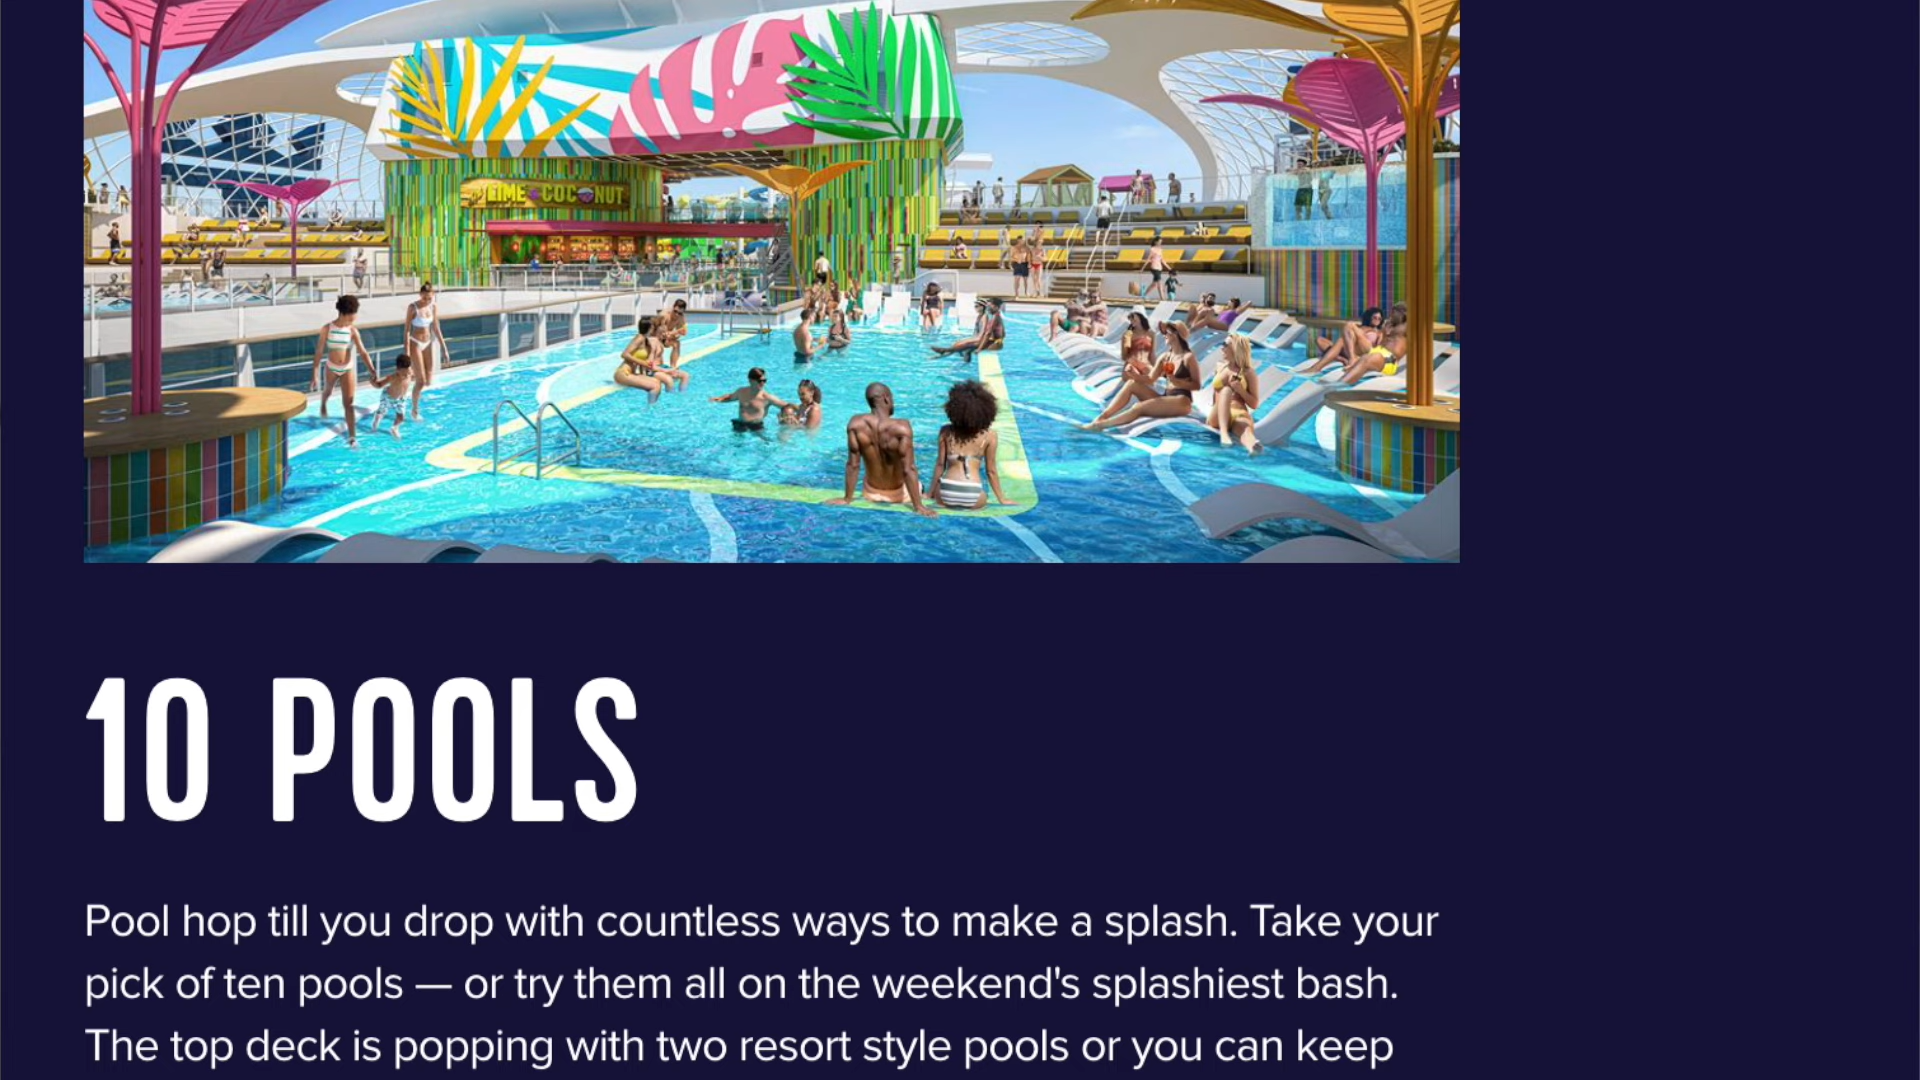 LIME & COCONUT
10 POOLS
Pool hop till you drop with countless ways to make a splash. Take your
pick of ten pools — or try them all on the weekend's splashiest bash.
The top deck is popping with two resort style pools or you can keep